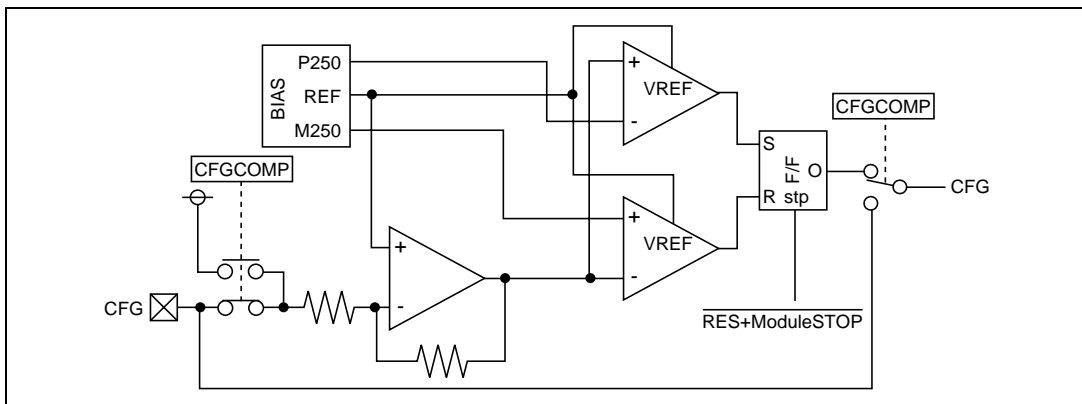 P250
REF
M250
BIAS
+
VREF
-
CFGCOMP
CFGCOMP
S
F/F
O
R
stp
CFG
+
VREF
-
+
-
CFG
RES+ModuleSTOP